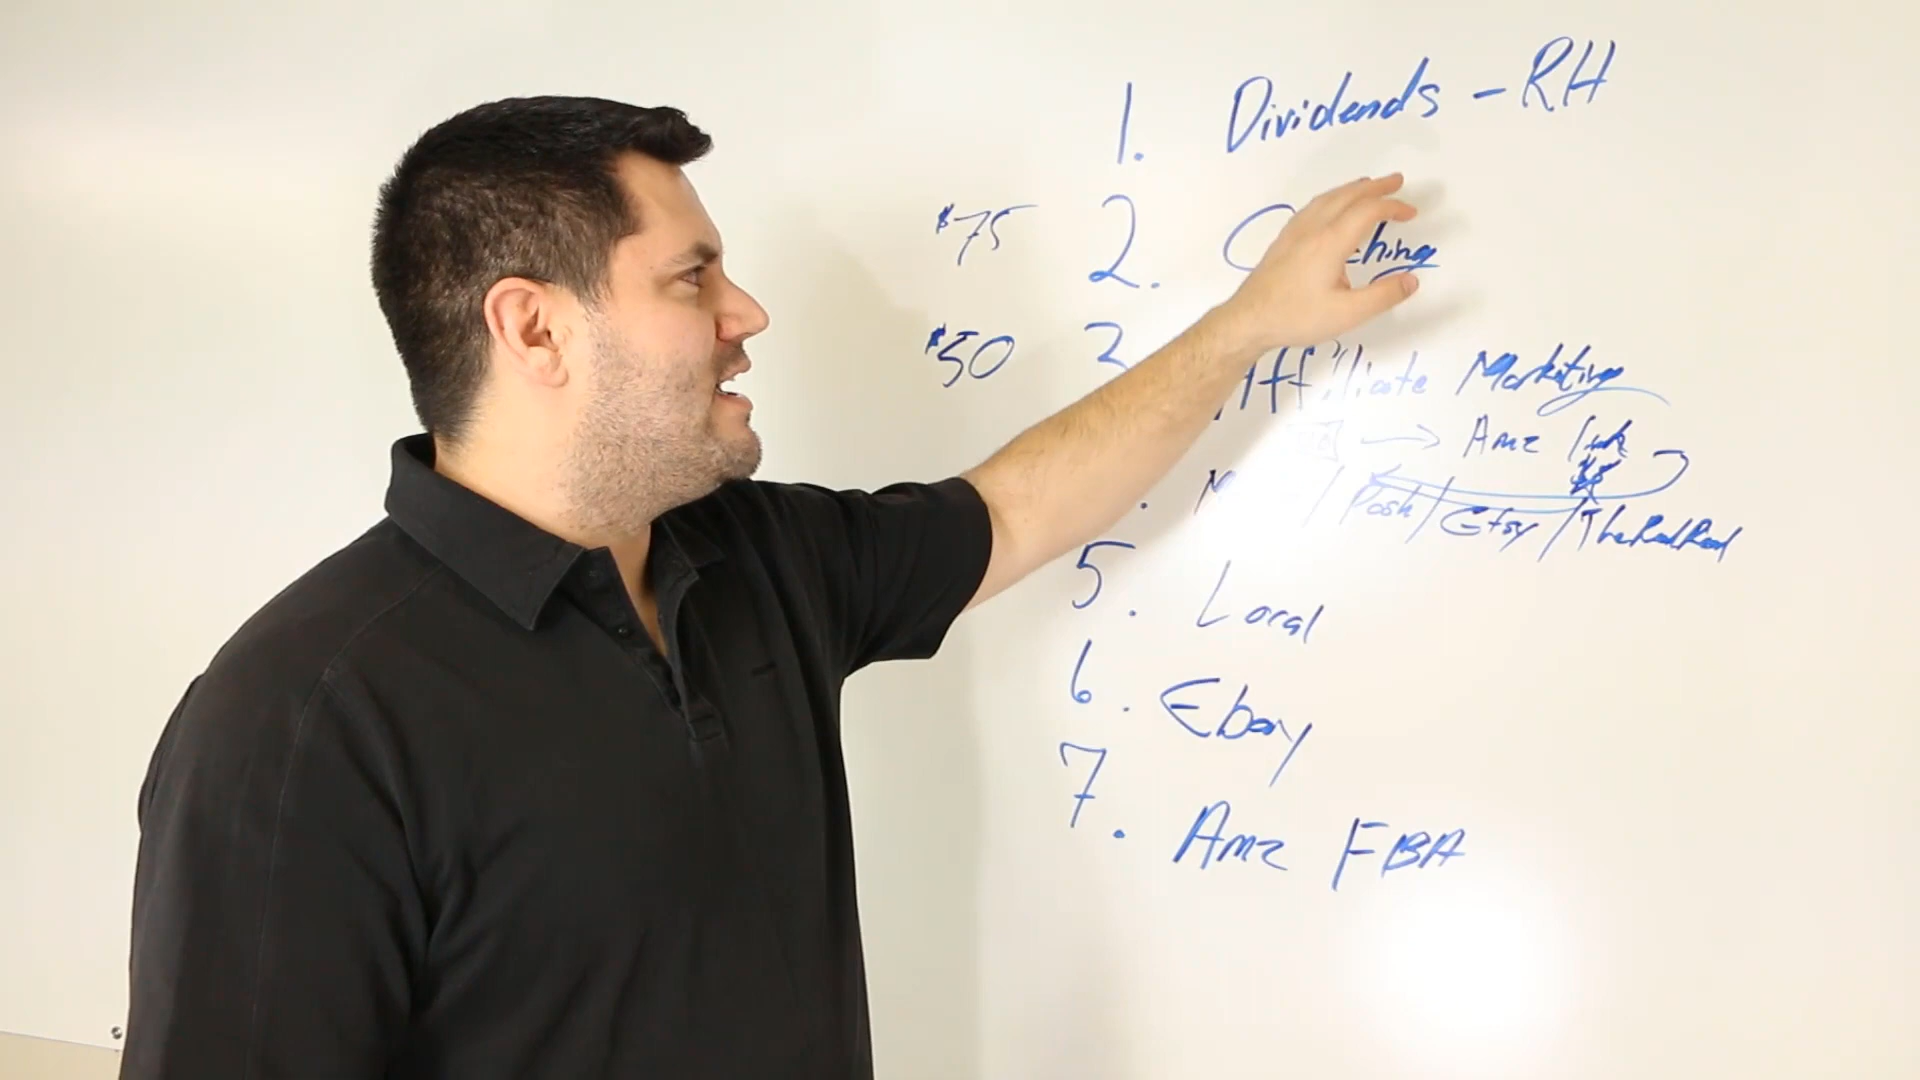 1. Dividends - RH
$75 2. C ching
$50 3 Affiliate Marketing
→ Amz link
$$
. M / Posh / Etsy / TheRealReal
5. Local
6. Ebay
7. Amz FBA